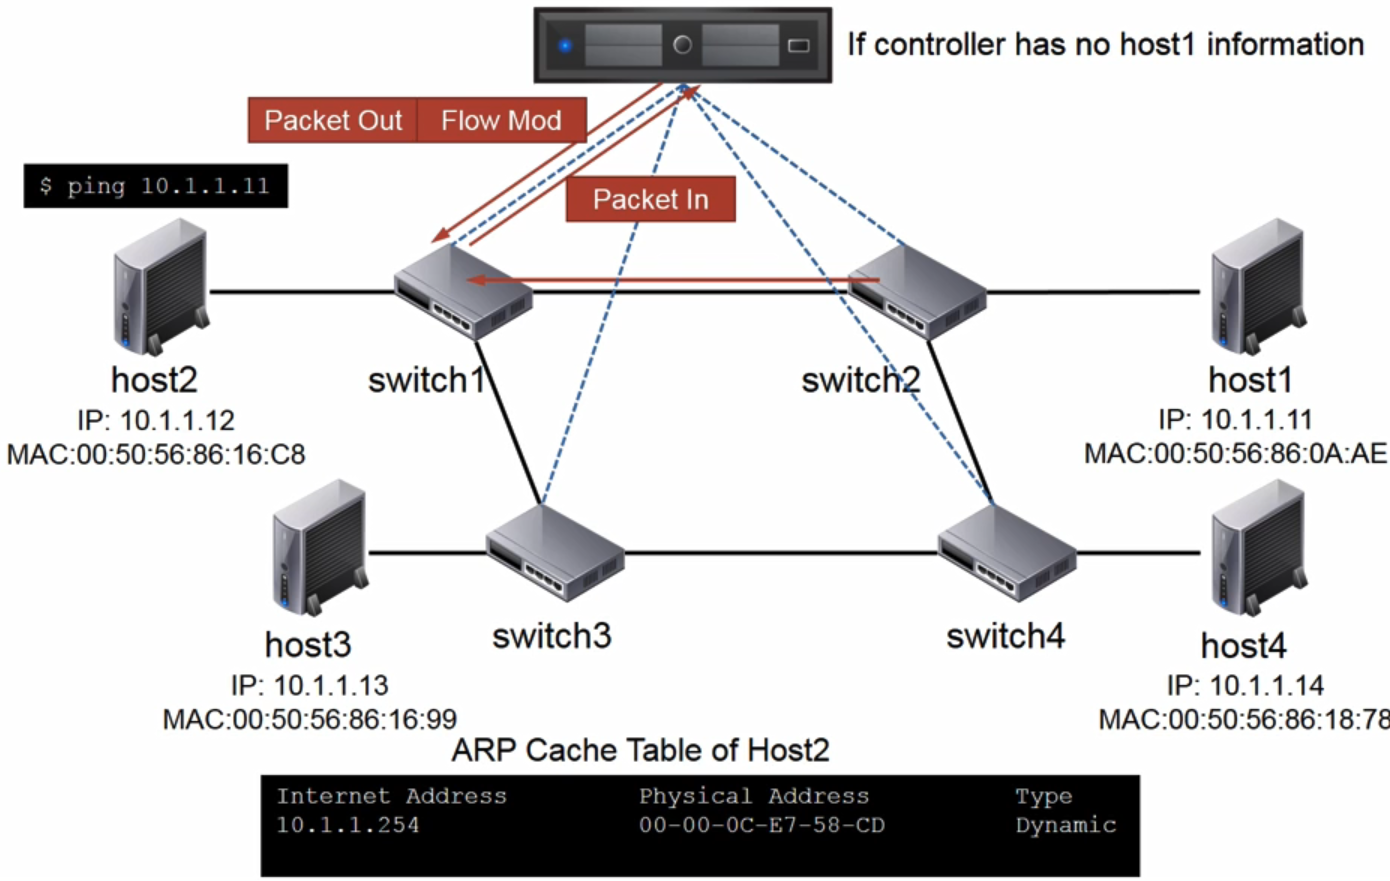 If controller has no host1 information
Packet Out Flow Mod
$ ping 10.1.1.11
Packet In
host2
IP: 10.1.1.12
MAC:00:50:56:86:16:C8
switch1
switch2
host1
IP: 10.1.1.11
MAC:00:50:56:86:0A:AE
host3
IP: 10.1.1.13
MAC:00:50:56:86:16:99
switch3
switch4
host4
IP: 10.1.1.14
MAC:00:50:56:86:18:78
ARP Cache Table of Host2
Internet Address Physical Address Type
10.1.1.254 00-00-0C-E7-58-CD Dynamic